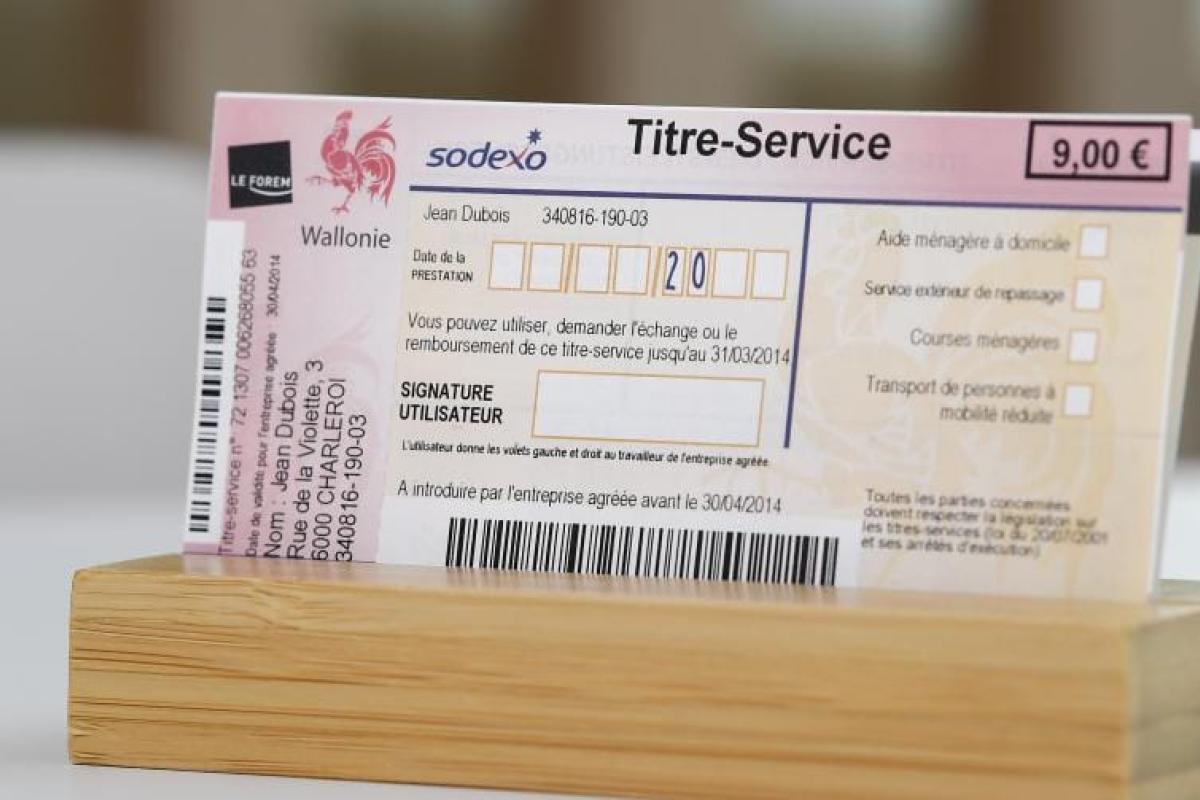 LE FOREM
Wallonie
sodexo
Titre-Service
9,00 €
Titre-service n° : 72 1307 006268055 63
Date de validité pour l'entreprise agréée : 30/04/2014
Nom : Jean Dubois
Rue de la Violette, 3
6000 CHARLEROI
340816-190-03
Jean Dubois 340816-190-03
Date de la
PRESTATION
/ / 20
Vous pouvez utiliser, demander l'échange ou le
remboursement de ce titre-service jusqu'au 31/03/2014
SIGNATURE
UTILISATEUR
L'utilisateur donne les volets gauche et droit au travailleur de l'entreprise agréée
A introduire par l'entreprise agréée avant le 30/04/2014
Aide ménagère à domicile
Service extérieur de repassage
Courses ménagères
Transport de personnes à
mobilité réduite
Toutes les parties concernées
doivent respecter la législation sur
les titres-services (loi du 20/07/2001
et ses arrêtés d'exécution)